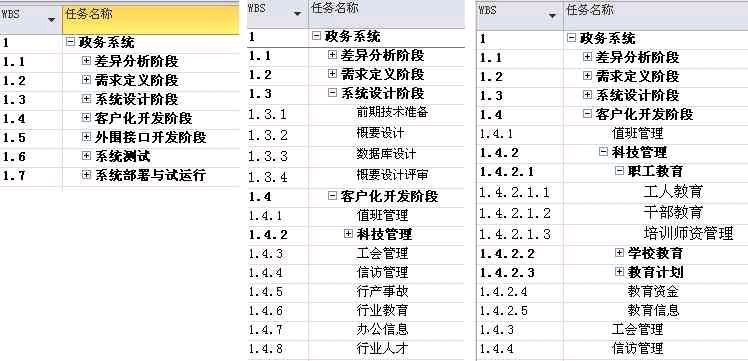 WBS 任务名称
1 政务系统
1.1 差异分析阶段
1.2 需求定义阶段
1.3 系统设计阶段
1.4 客户化开发阶段
1.5 外围接口开发阶段
1.6 系统测试
1.7 系统部署与试运行
WBS 任务名称
1 政务系统
1.1 差异分析阶段
1.2 需求定义阶段
1.3 系统设计阶段
1.3.1 前期技术准备
1.3.2 概要设计
1.3.3 数据库设计
1.3.4 概要设计评审
1.4 客户化开发阶段
1.4.1 值班管理
1.4.2 科技管理
1.4.3 工会管理
1.4.4 信访管理
1.4.5 行产事故
1.4.6 行业教育
1.4.7 办公信息
1.4.8 行业人才
WBS 任务名称
1 政务系统
1.1 差异分析阶段
1.2 需求定义阶段
1.3 系统设计阶段
1.4 客户化开发阶段
1.4.1 值班管理
1.4.2 科技管理
1.4.2.1 职工教育
1.4.2.1.1 工人教育
1.4.2.1.2 干部教育
1.4.2.1.3 培训师资管理
1.4.2.2 学校教育
1.4.2.3 教育计划
1.4.2.4 教育资金
1.4.2.5 教育信息
1.4.3 工会管理
1.4.4 信访管理